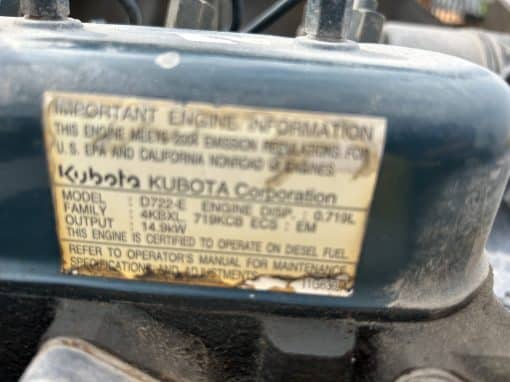 IMPORTANT ENGINE INFORMATION
THIS ENGINE MEETS 2004 EMISSION REGULATIONS FOR
U.S. EPA AND CALIFORNIA NONROAD CI ENGINES
Kubota KUBOTA Corporation
MODEL : D722-E ENGINE DISP. : 0.719L
FAMILY : 4KBXL. 719KCB ECS : EM
OUTPUT : 14.9kW
THIS ENGINE IS CERTIFIED TO OPERATE ON DIESEL FUEL
REFER TO OPERATOR'S MANUAL FOR MAINTENANCE
SPECIFICATIONS AND ADJUSTMENTS